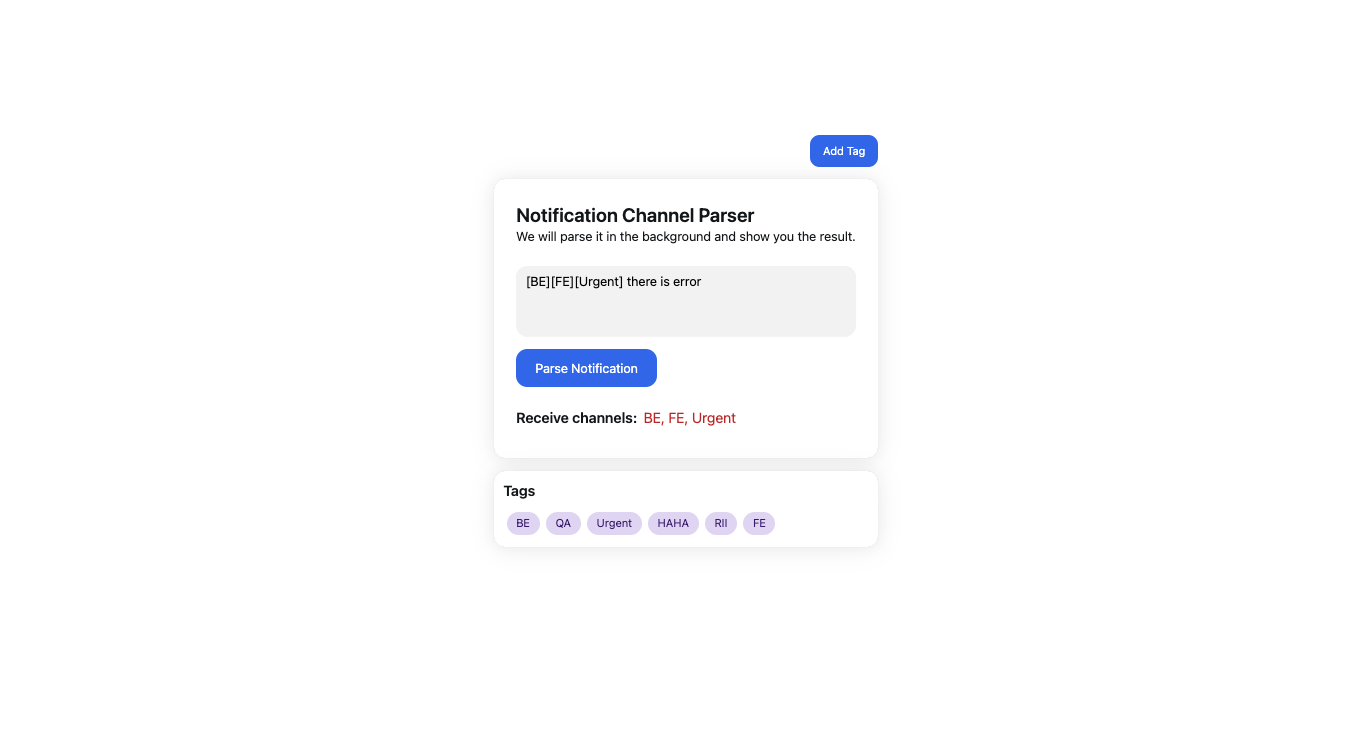 Add Tag
Notification Channel Parser
We will parse it in the background and show you the result.
[BE][FE][Urgent] there is error
Parse Notification
Receive channels: BE, FE, Urgent
Tags
BE QA Urgent HAHA RII FE